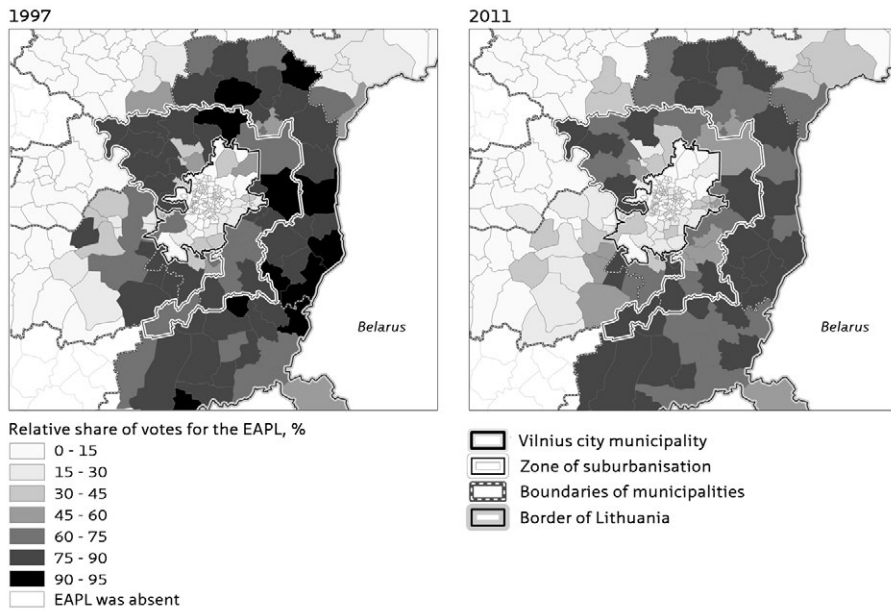 1997
2011
Belarus
Belarus
Relative share of votes for the EAPL, %
0 - 15
15 - 30
30 - 45
45 - 60
60 - 75
75 - 90
90 - 95
EAPL was absent
Vilnius city municipality
Zone of suburbanisation
Boundaries of municipalities
Border of Lithuania